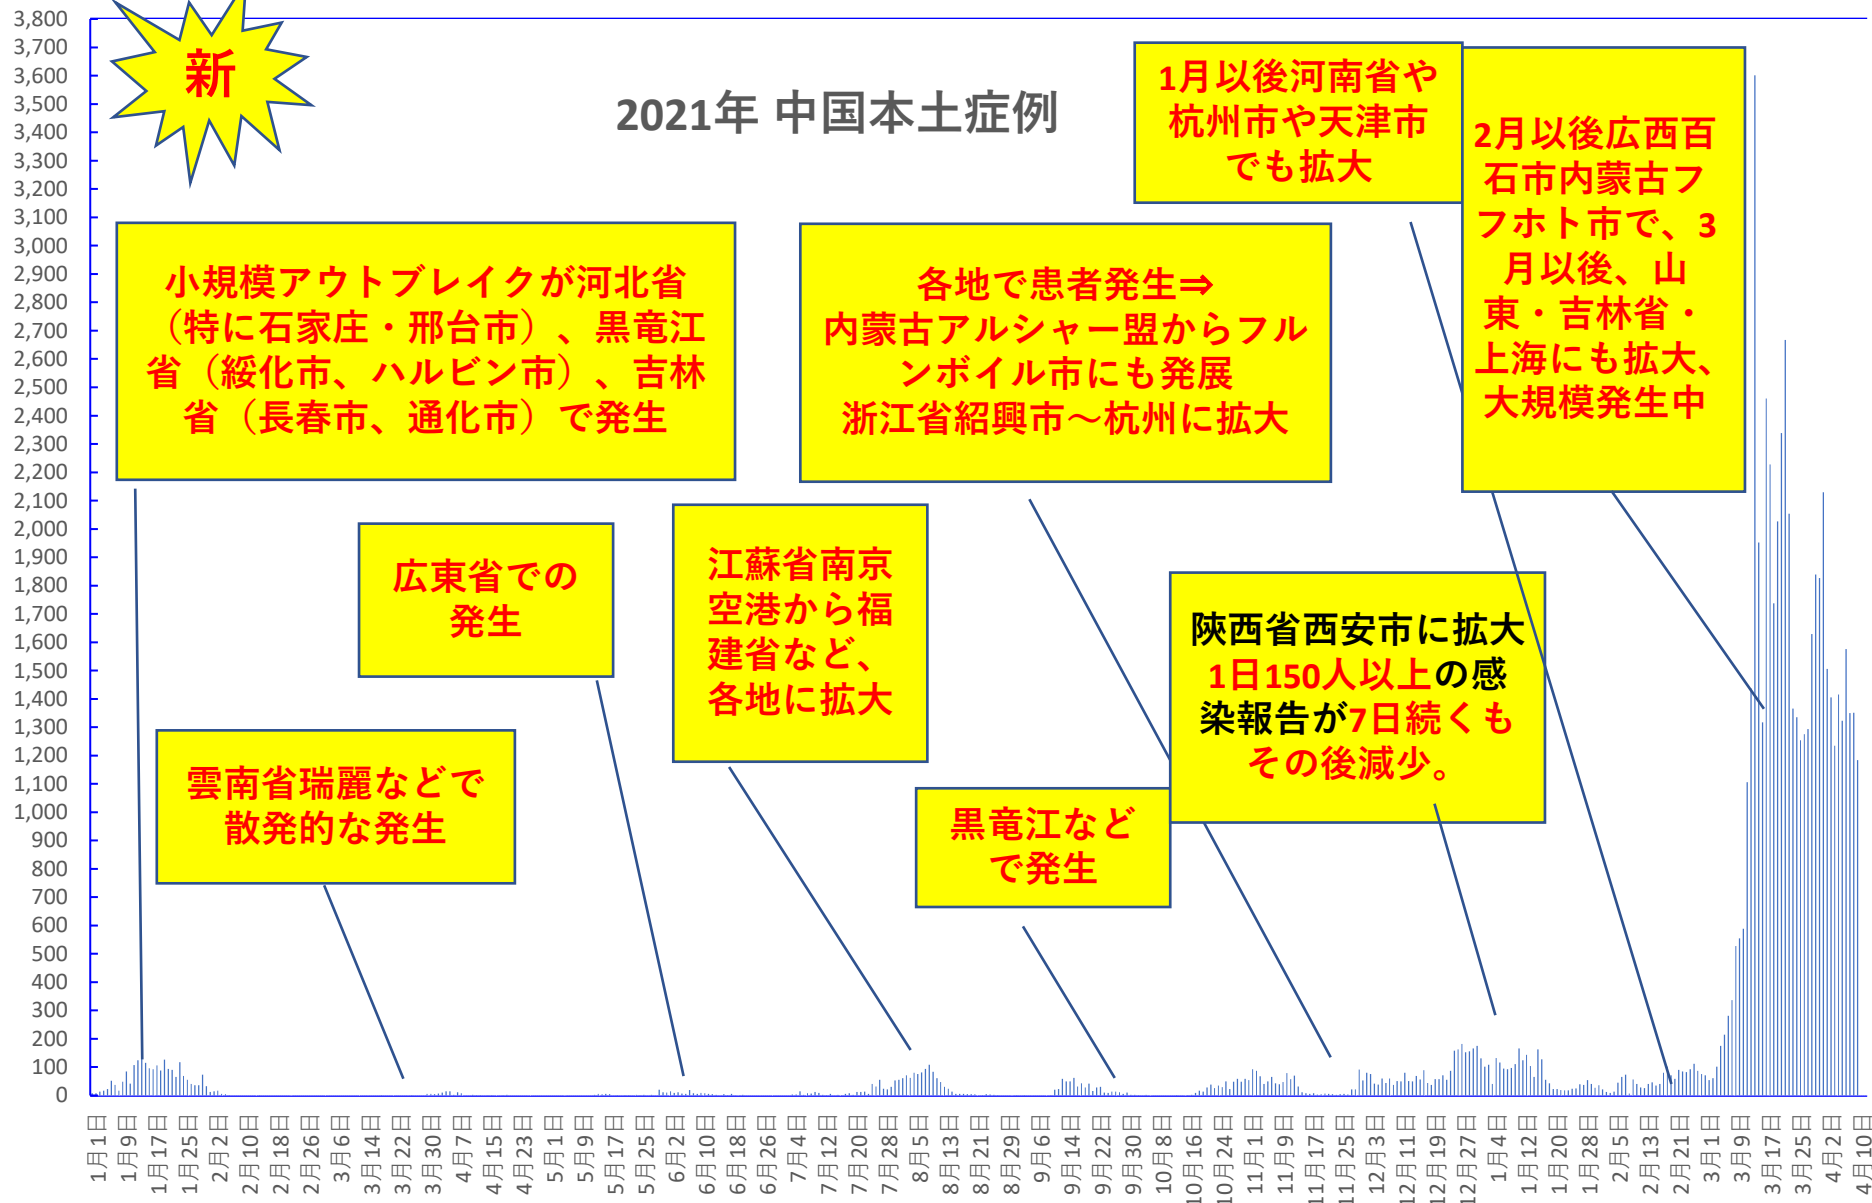 新
2021年 中国本土症例
1月以後河南省や
杭州市や天津市
でも拡大
2月以後広西百
石市内蒙古フ
フホト市で、3
月以後、山
東・吉林省・
上海にも拡大、
大規模発生中
小規模アウトブレイクが河北省
（特に石家庄・邢台市）、黒竜江
省（綏化市、ハルビン市）、吉林
省（長春市、通化市）で発生
各地で患者発生⇒
内蒙古アルシャー盟からフル
ンボイル市にも発展
浙江省紹興市～杭州に拡大
広東省での
発生
江蘇省南京
空港から福
建省など、
各地に拡大
陝西省西安市に拡大
1日150人以上の感
染報告が7日続くも
その後減少。
雲南省瑞麗などで
散発的な発生
黒竜江など
で発生
3,800
3,700
3,600
3,500
3,400
3,300
3,200
3,100
3,000
2,900
2,800
2,700
2,600
2,500
2,400
2,300
2,200
2,100
2,000
1,900
1,800
1,700
1,600
1,500
1,400
1,300
1,200
1,100
1,000
900
800
700
600
500
400
300
200
100
0
1月1日
1月9日
1月17日
1月25日
2月2日
2月10日
2月18日
2月26日
3月6日
3月14日
3月22日
3月30日
4月7日
4月15日
4月23日
5月1日
5月9日
5月17日
5月25日
6月2日
6月10日
6月18日
6月26日
7月4日
7月12日
7月20日
7月28日
8月5日
8月13日
8月21日
8月29日
9月6日
9月14日
9月22日
9月30日
10月8日
10月16日
10月24日
11月1日
11月9日
11月17日
11月25日
12月3日
12月11日
12月19日
12月27日
1月4日
1月12日
1月20日
1月28日
2月5日
2月13日
2月21日
3月1日
3月9日
3月17日
3月25日
4月2日
4月10日